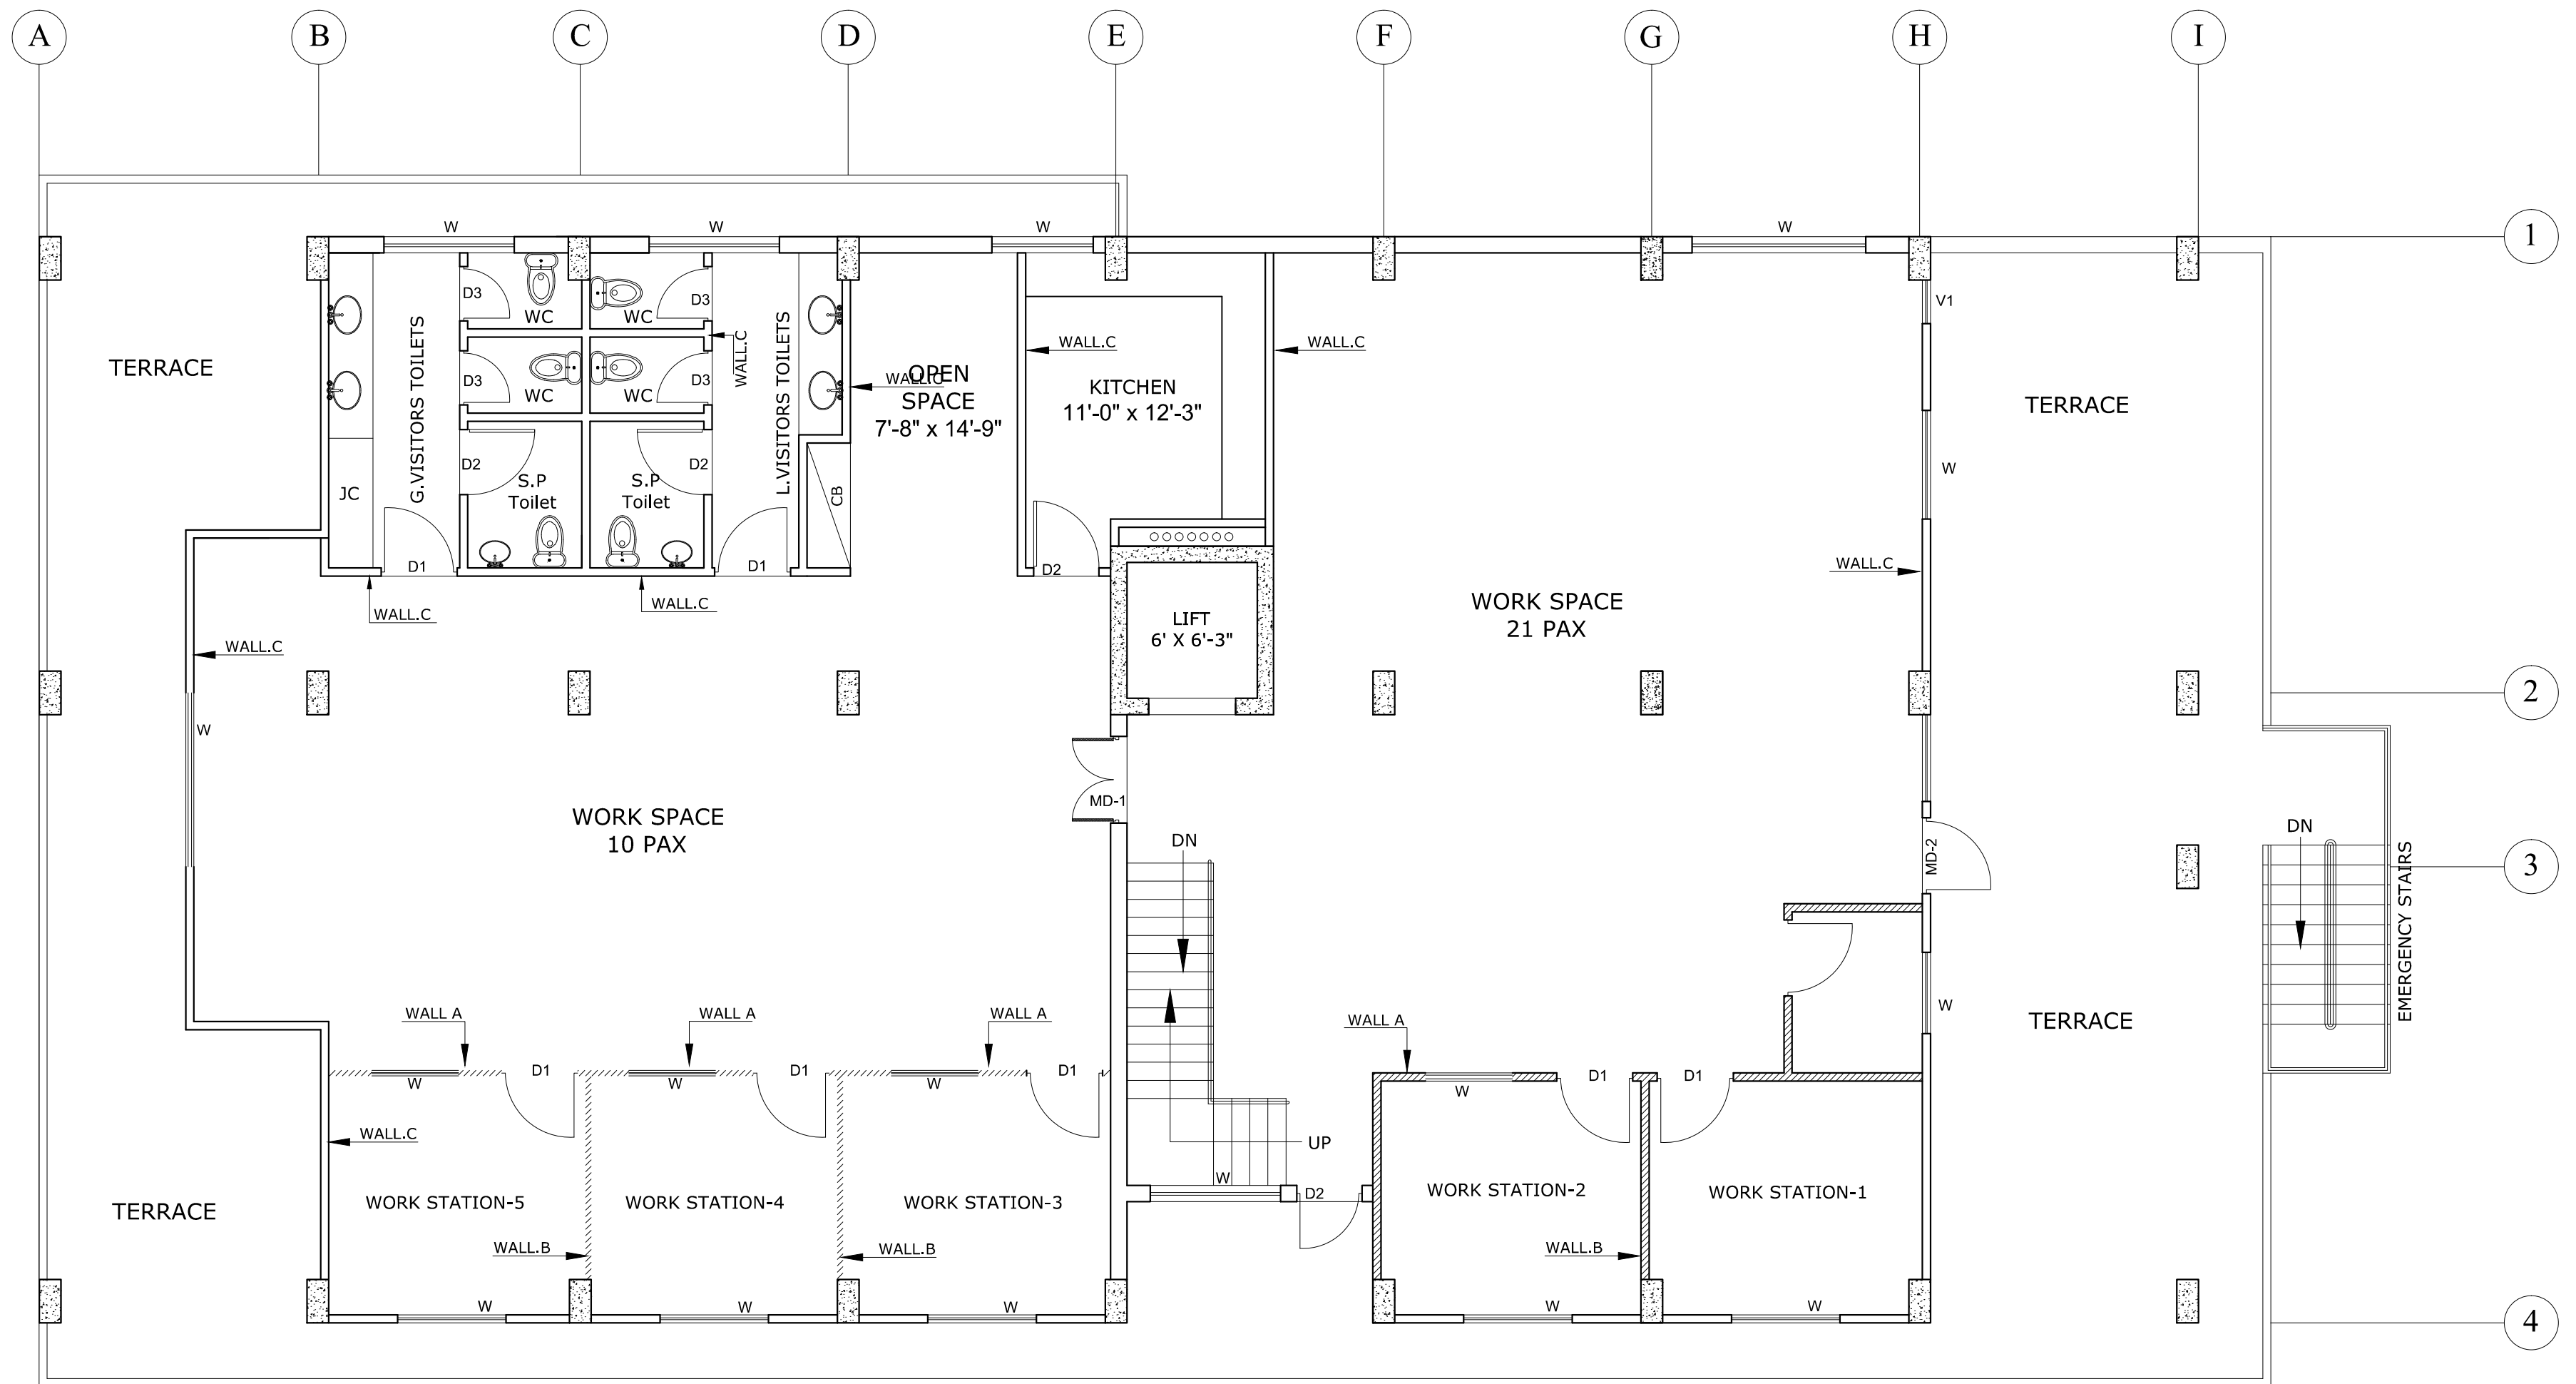 A
B
C
D
E
F
G
H
I
1
2
3
4
W
W
W
W
D3
WC
WC
D3
V1
WALL.C
WALL.C
WALL.C
TERRACE
G.VISITORS TOILETS
L.VISITORS TOILETS
WALL.C
D3
WC
WC
D3
WALL.C
OPEN
SPACE
7'-8" x 14'-9"
KITCHEN
11'-0" x 12'-3"
TERRACE
D2
D2
W
JC
S.P
Toilet
S.P
Toilet
CB
D1
D1
D2
WALL.C
WALL.C
WALL.C
WALL.C
LIFT
6' X 6'-3"
WORK SPACE
21 PAX
W
WORK SPACE
10 PAX
MD-1
DN
MD-2
DN
EMERGENCY STAIRS
W
WALL A
WALL A
WALL A
WALL A
TERRACE
W
D1
W
D1
W
D1
W
D1
D1
WALL.C
UP
TERRACE
WORK STATION-5
WORK STATION-4
WORK STATION-3
W
D2
WORK STATION-2
WORK STATION-1
WALL.B
WALL.B
WALL.B
W
W
W
W
W